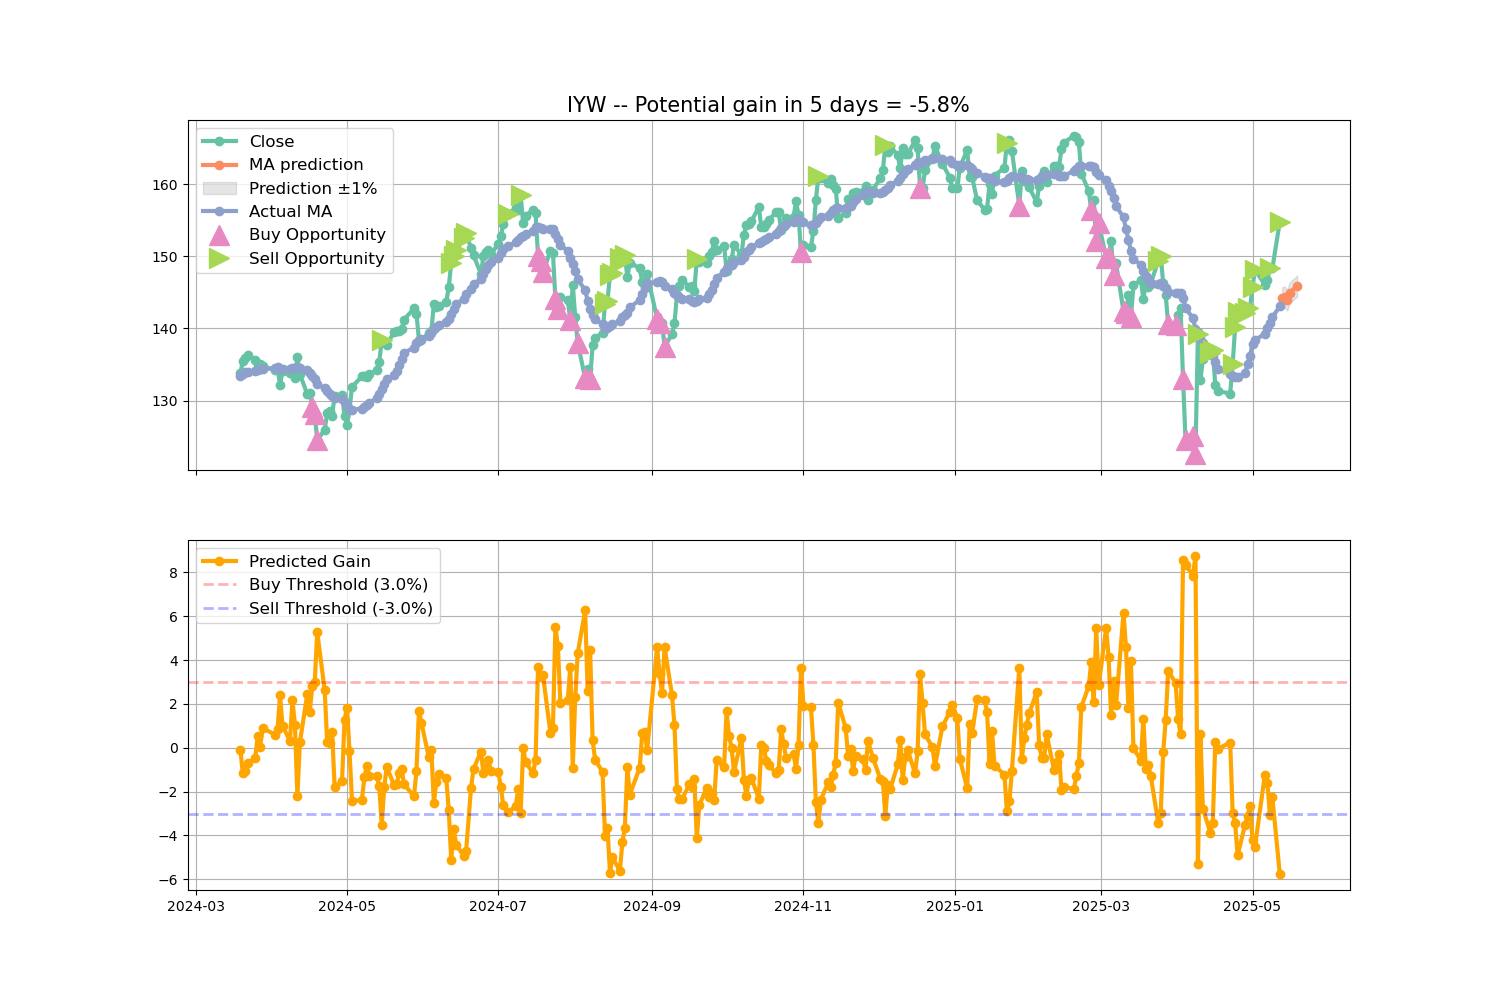 IYW -- Potential gain in 5 days = -5.8%
Close
MA prediction
Prediction ±1%
Actual MA
Buy Opportunity
Sell Opportunity
160
150
140
130
Predicted Gain
Buy Threshold (3.0%)
Sell Threshold (-3.0%)
8
6
4
2
0
−2
−4
−6
2024-03 2024-05 2024-07 2024-09 2024-11 2025-01 2025-03 2025-05